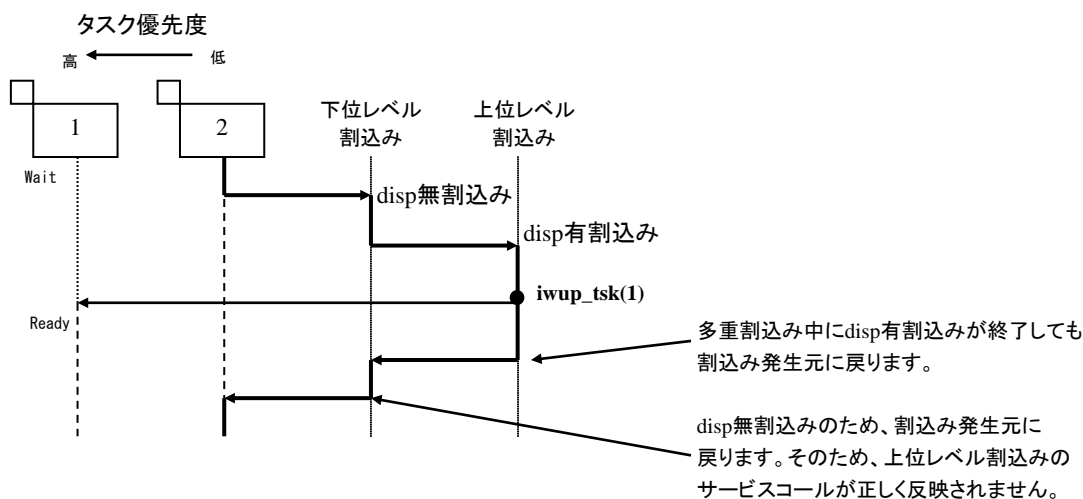 タスク優先度
高
低
1
2
下位レベル
割込み
上位レベル
割込み
Wait
disp無割込み
disp有割込み
iwup_tsk(1)
Ready
多重割込み中にdisp有割込みが終了しても
割込み発生元に戻ります。
disp無割込みのため、割込み発生元に
戻ります。そのため、上位レベル割込みの
サービスコールが正しく反映されません。